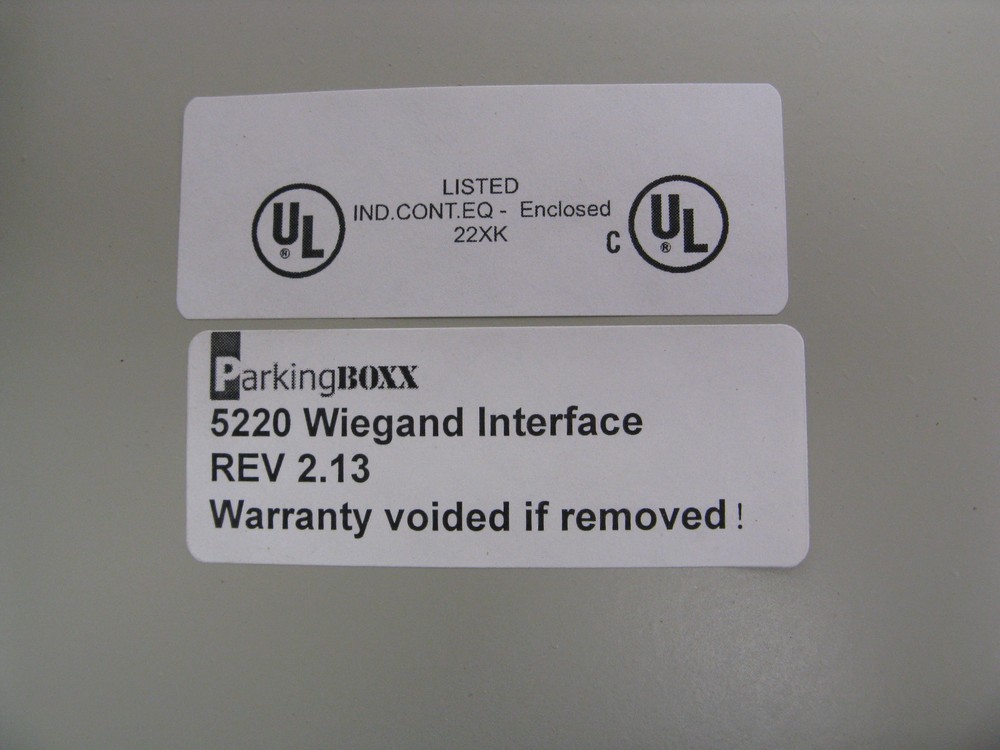 LISTED
UL® IND.CONT.EQ - Enclosed C UL®
22XK
ParkingBOXX
5220 Wiegand Interface
REV 2.13
Warranty voided if removed !